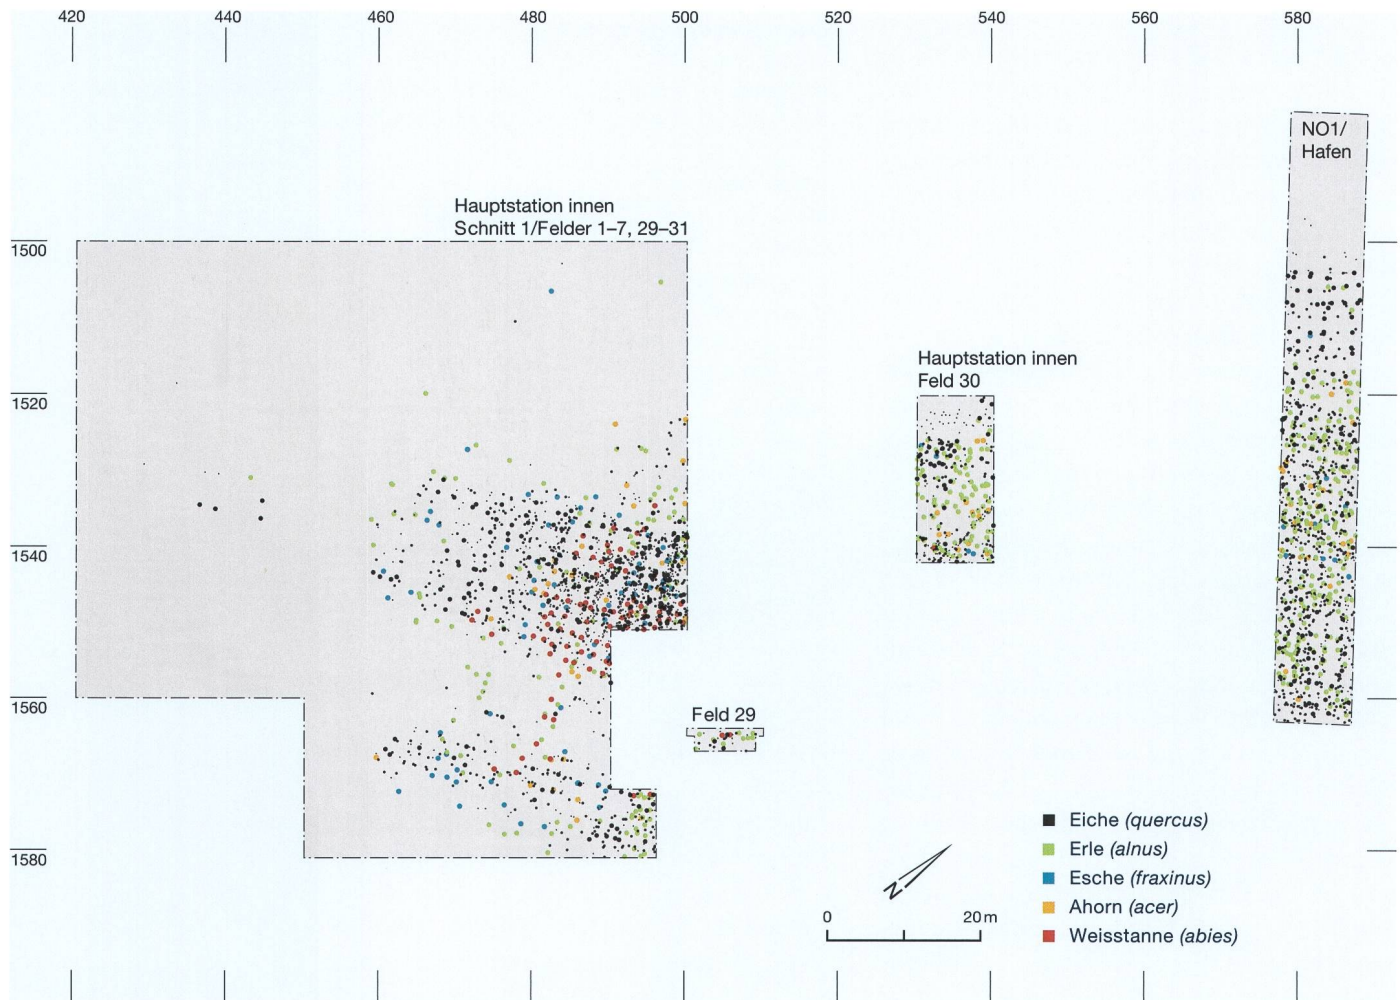 420 440 460 480 500 520 540 560 580
NO1/
Hafen
Hauptstation innen
Schnitt 1/Felder 1–7, 29–31
1500
Hauptstation innen
Feld 30
1520
1540
1560
Feld 29
1580
Eiche (quercus)
Erle (alnus)
Esche (fraxinus)
Ahorn (acer)
Weisstanne (abies)
N
0 20 m